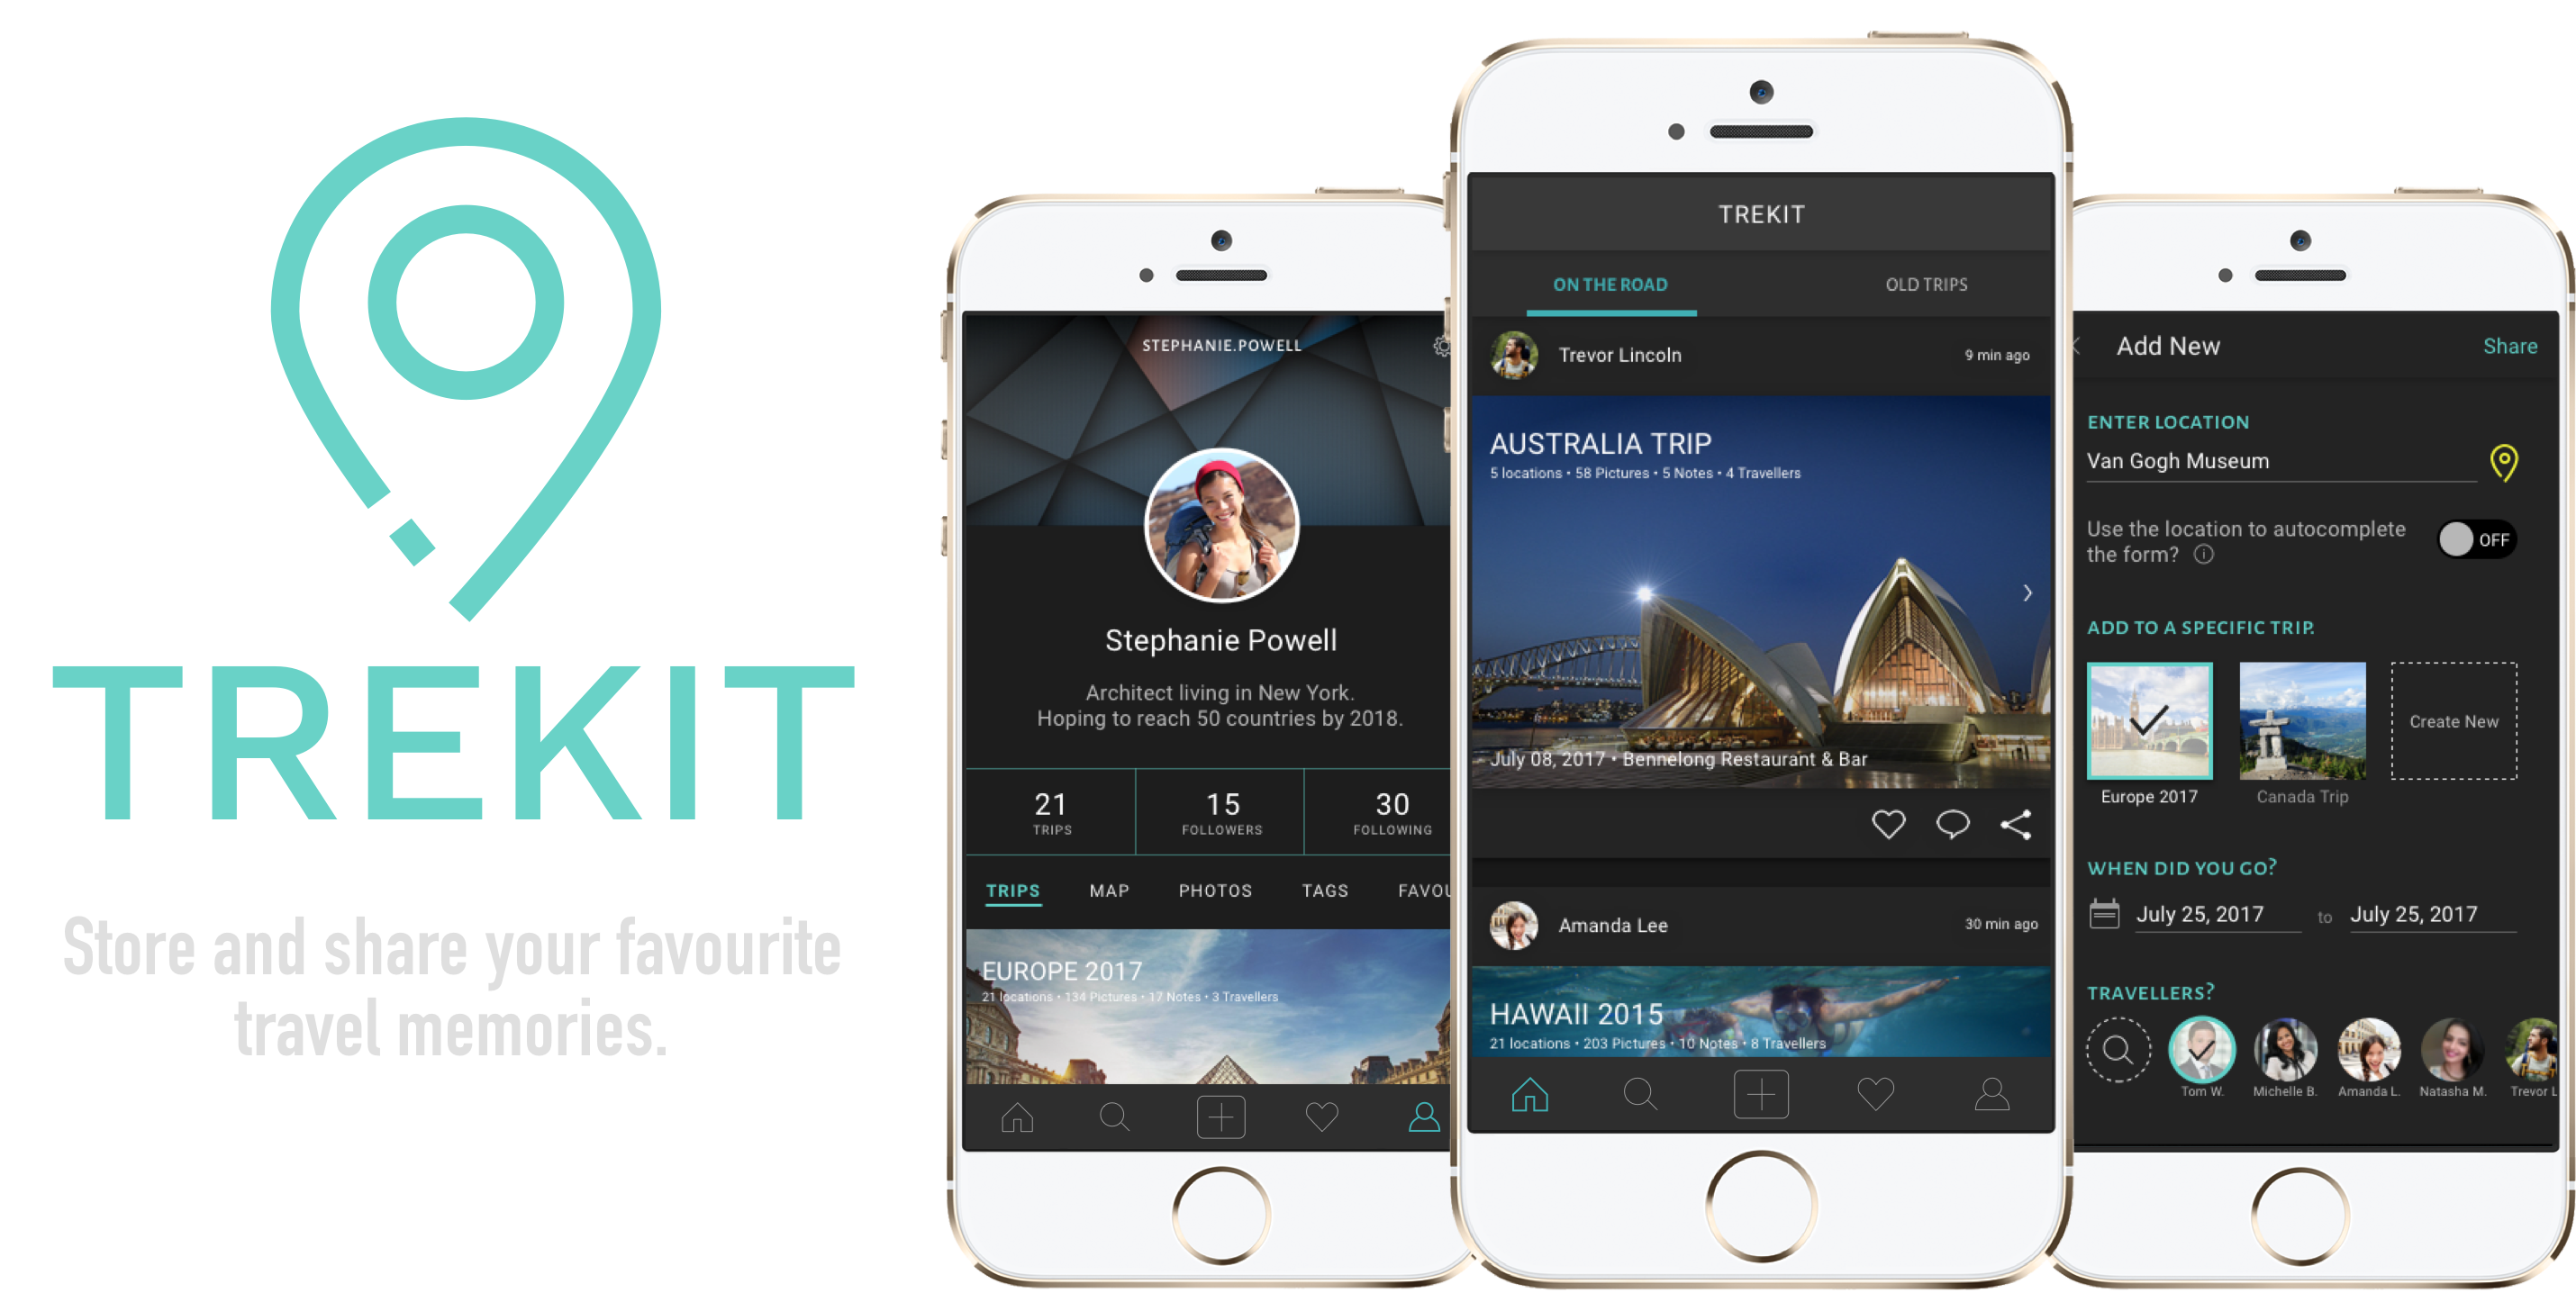 TREKIT
Store and share your favourite
travel memories.
STEPHANIE.POWELL
Stephanie Powell
Architect living in New York.
Hoping to reach 50 countries by 2018.
21
TRIPS
15
FOLLOWERS
30
FOLLOWING
TRIPS MAP PHOTOS TAGS FAVOU
EUROPE 2017
21 locations • 134 Pictures • 17 Notes • 3 Travellers
TREKIT
ON THE ROAD OLD TRIPS
Trevor Lincoln 9 min ago
AUSTRALIA TRIP
5 locations • 58 Pictures • 5 Notes • 4 Travellers
July 08, 2017 • Bennelong Restaurant & Bar
Amanda Lee 30 min ago
HAWAII 2015
21 locations • 203 Pictures • 10 Notes • 8 Travellers
Add New Share
ENTER LOCATION
Van Gogh Museum
Use the location to autocomplete
the form?
OFF
ADD TO A SPECIFIC TRIP.
Create New
Europe 2017 Canada Trip
WHEN DID YOU GO?
July 25, 2017 to July 25, 2017
TRAVELLERS?
Tom W. Michelle B. Amanda L. Natasha M. Trevor L